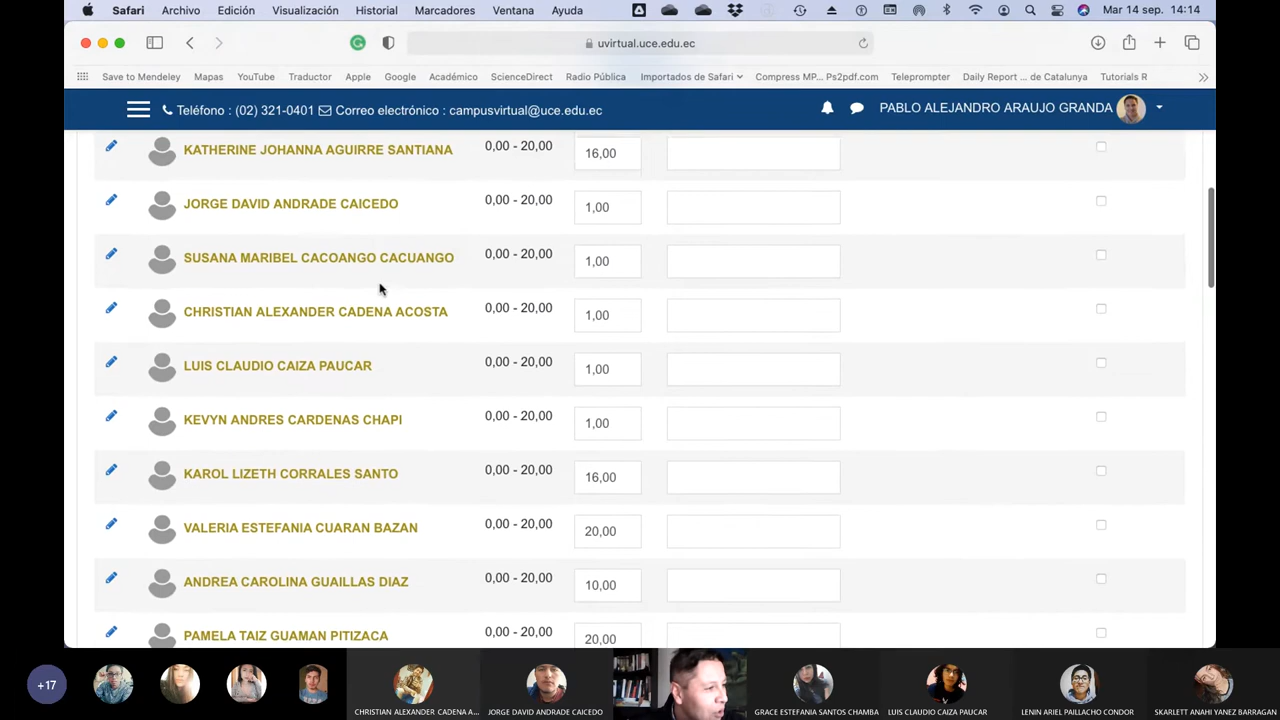 Safari Archivo Edición Visualización Historial Marcadores Ventana Ayuda Mar 14 sep. 14:14
uvirtual.uce.edu.ec
Save to Mendeley Mapas YouTube Traductor Apple Google Académico ScienceDirect Radio Pública Importados de Safari Compress MP... Ps2pdf.com Teleprompter Daily Report ... de Catalunya Tutorials R
Teléfono : (02) 321-0401 Correo electrónico : campusvirtual@uce.edu.ec PABLO ALEJANDRO ARAUJO GRANDA
KATHERINE JOHANNA AGUIRRE SANTIANA 0,00 - 20,00 16,00
JORGE DAVID ANDRADE CAICEDO 0,00 - 20,00 1,00
SUSANA MARIBEL CACOANGO CACUANGO 0,00 - 20,00 1,00
CHRISTIAN ALEXANDER CADENA ACOSTA 0,00 - 20,00 1,00
LUIS CLAUDIO CAIZA PAUCAR 0,00 - 20,00 1,00
KEVYN ANDRES CARDENAS CHAPI 0,00 - 20,00 1,00
KAROL LIZETH CORRALES SANTO 0,00 - 20,00 16,00
VALERIA ESTEFANIA CUARAN BAZAN 0,00 - 20,00 20,00
ANDREA CAROLINA GUAILLAS DIAZ 0,00 - 20,00 10,00
PAMELA TAIZ GUAMAN PITIZACA 0,00 - 20,00 20,00
+17
CHRISTIAN ALEXANDER CADENA A... JORGE DAVID ANDRADE CAICEDO GRACE ESTEFANIA SANTOS CHAMBA LUIS CLAUDIO CAIZA PAUCAR LENIN ARIEL PAILLACHO CONDOR SKARLETT ANAHI YANEZ BARRAGAN